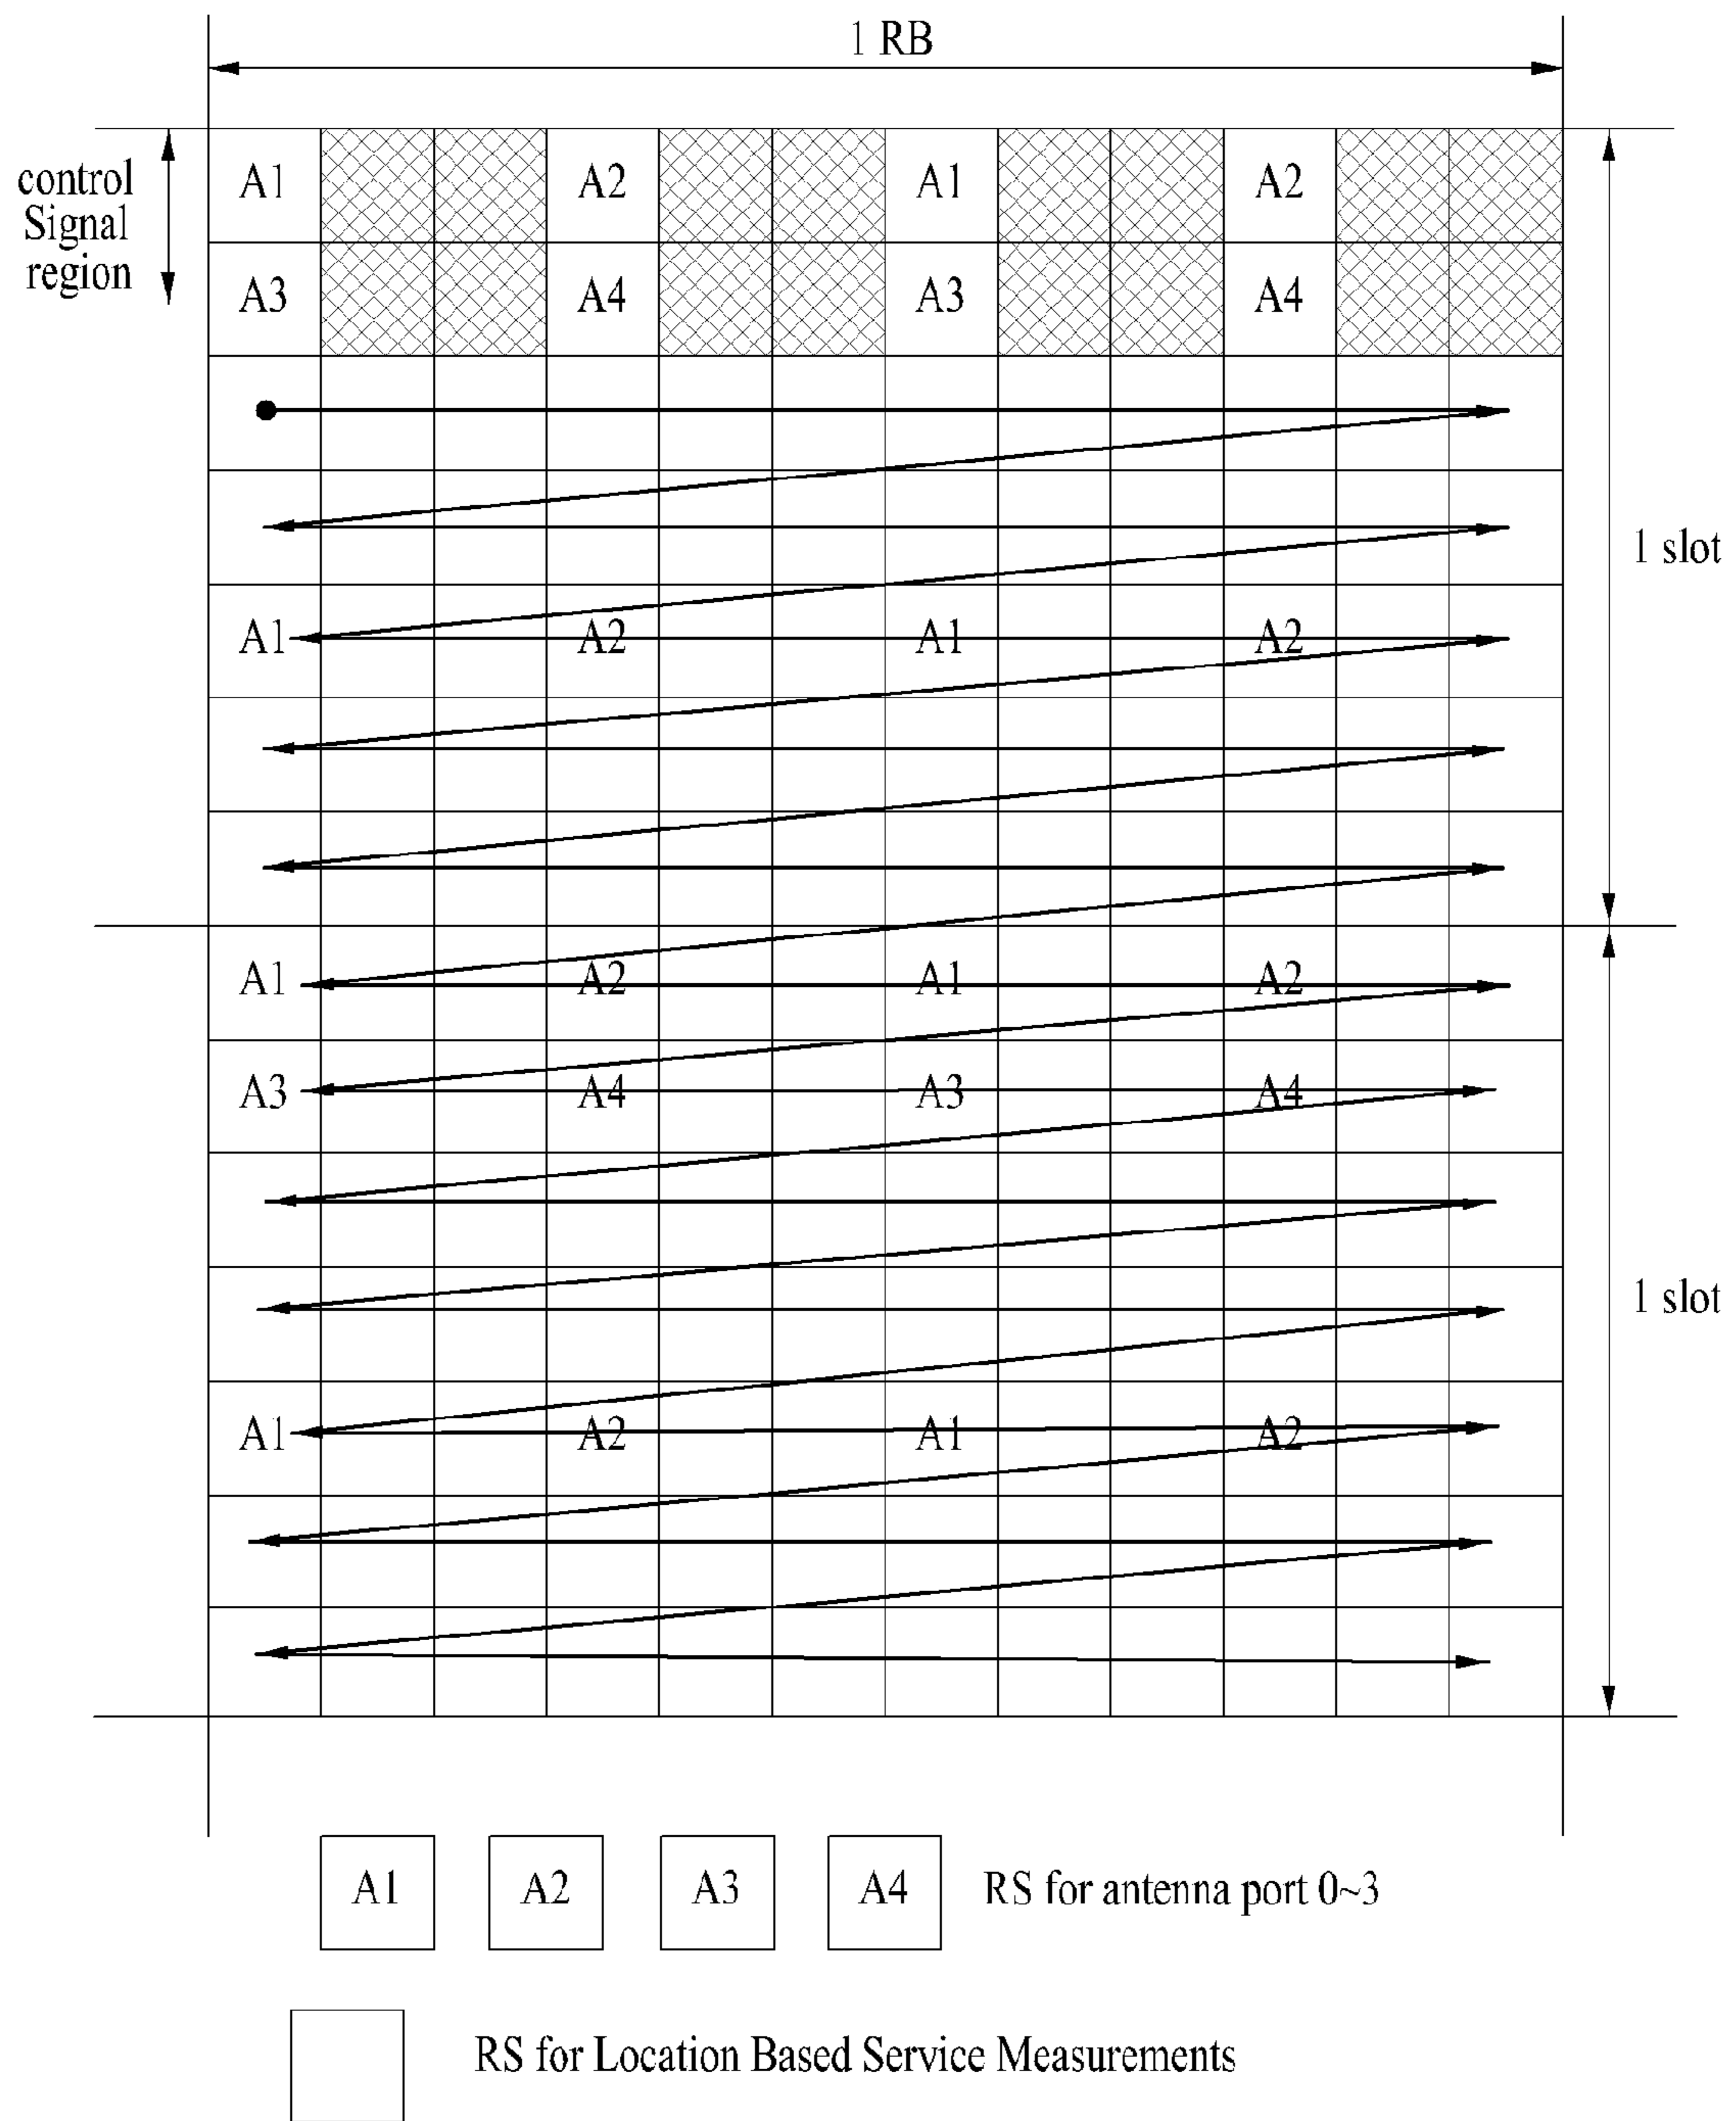 1 RB
control
Signal
region
A1 A2 A1 A2
A3 A4 A3 A4
1 slot
A1 A2 A1 A2
A1 A2 A1 A2
A3 A4 A3 A4
1 slot
A1 A2 A1 A2
A1 A2 A3 A4 RS for antenna port 0~3
RS for Location Based Service Measurements